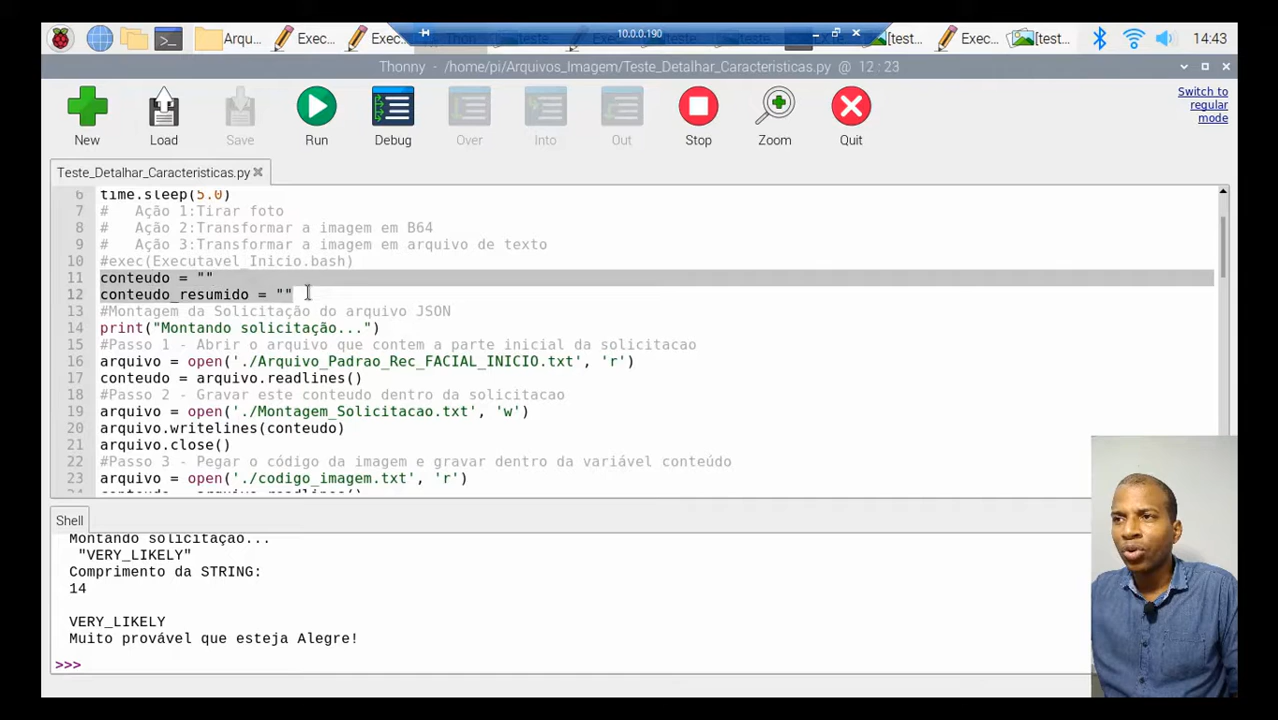 10.0.0.190
Arqu...
Exec...
Exec...
[test...
Exec...
[test...
14:43
Thonny - /home/pi/Arquivos_Imagem/Teste_Detalhar_Caracteristicas.py @ 12 : 23
New
Load
Save
Run
Debug
Over
Into
Out
Stop
Zoom
Quit
Switch to
regular
mode
Teste_Detalhar_Caracteristicas.py
6 time.sleep(5.0)
7 #   Ação 1:Tirar foto
8 #   Ação 2:Transformar a imagem em B64
9 #   Ação 3:Transformar a imagem em arquivo de texto
10 #exec(Executavel_Inicio.bash)
11 conteudo = ""
12 conteudo_resumido = ""
13 #Montagem da Solicitação do arquivo JSON
14 print("Montando solicitação...")
15 #Passo 1 - Abrir o arquivo que contem a parte inicial da solicitacao
16 arquivo = open('./Arquivo_Padrao_Rec_FACIAL_INICIO.txt', 'r')
17 conteudo = arquivo.readlines()
18 #Passo 2 - Gravar este conteudo dentro da solicitacao
19 arquivo = open('./Montagem_Solicitacao.txt', 'w')
20 arquivo.writelines(conteudo)
21 arquivo.close()
22 #Passo 3 - Pegar o código da imagem e gravar dentro da variável conteúdo
23 arquivo = open('./codigo_imagem.txt', 'r')
Shell
Montando solicitação...
"VERY_LIKELY"
Comprimento da STRING:
14
VERY_LIKELY
Muito provável que esteja Alegre!
>>>